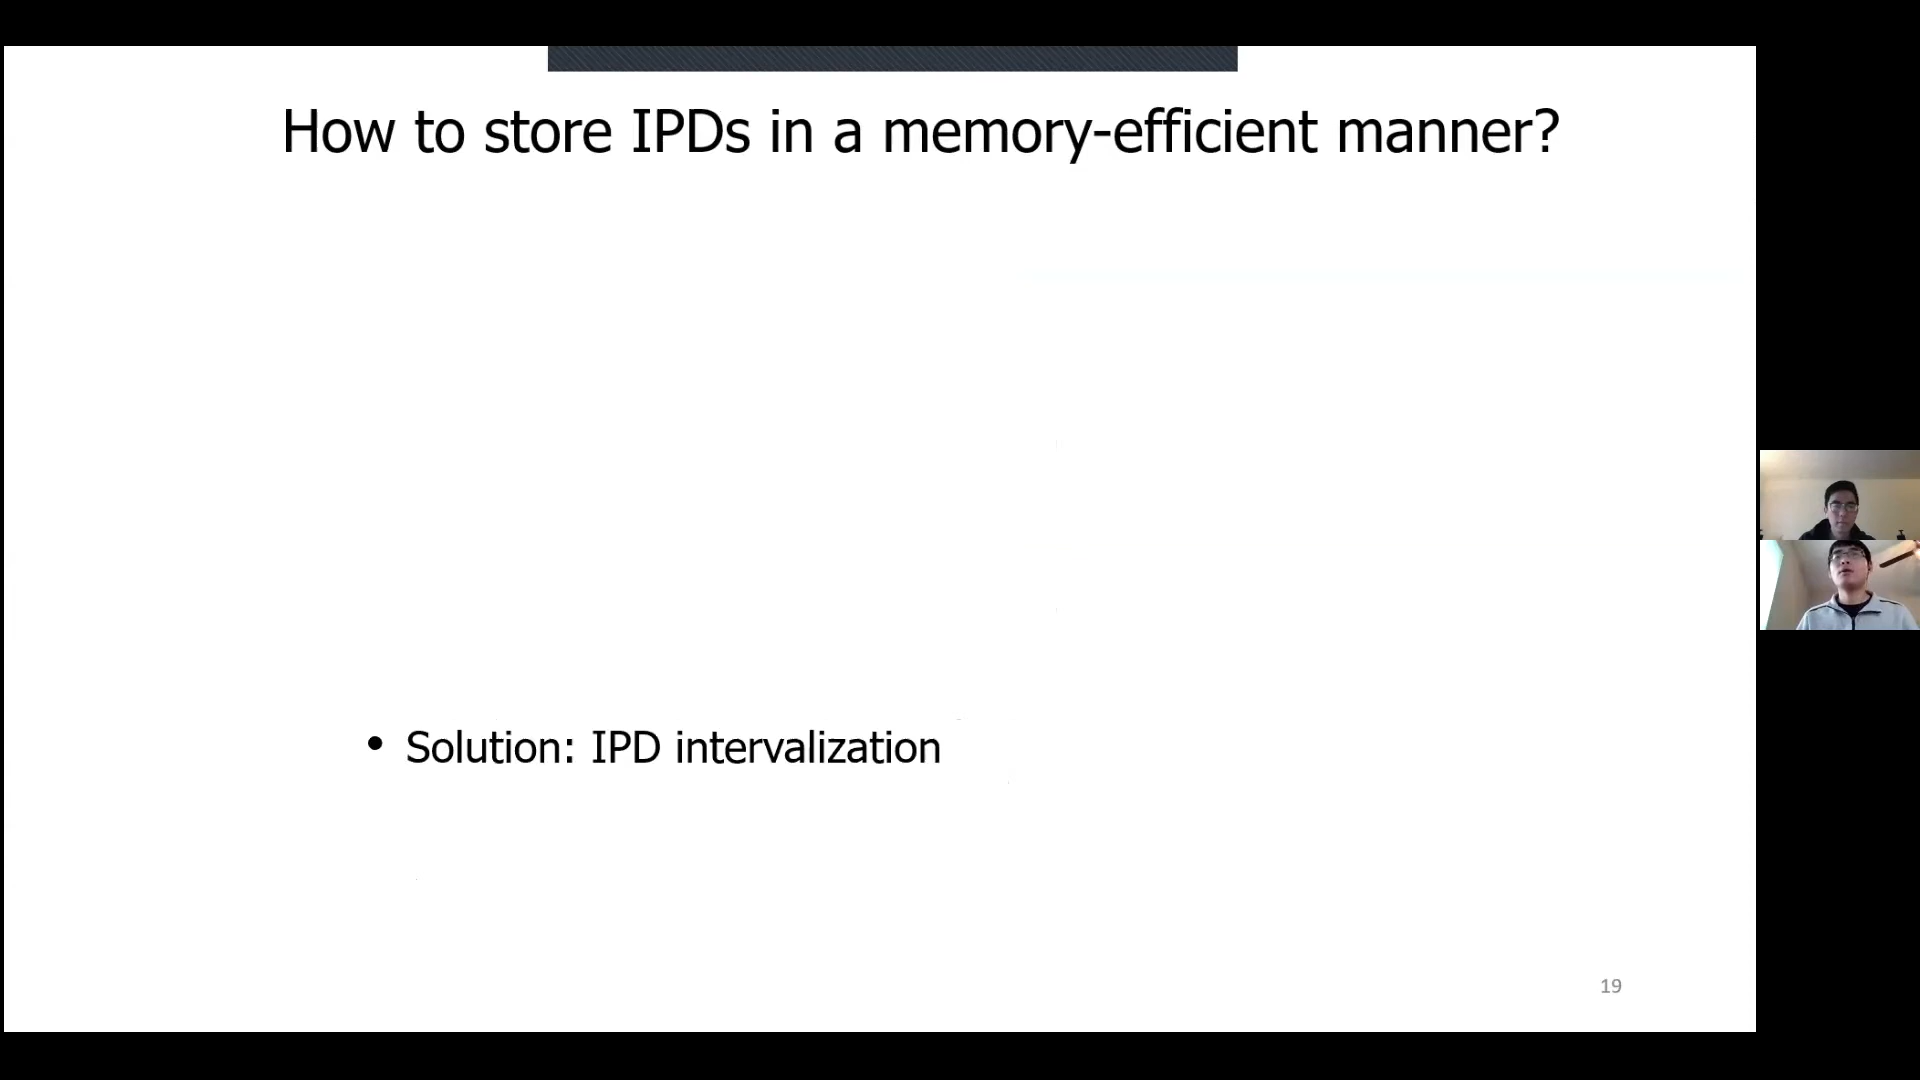 How to store IPDs in a memory-efficient manner?
• Solution: IPD intervalization
19